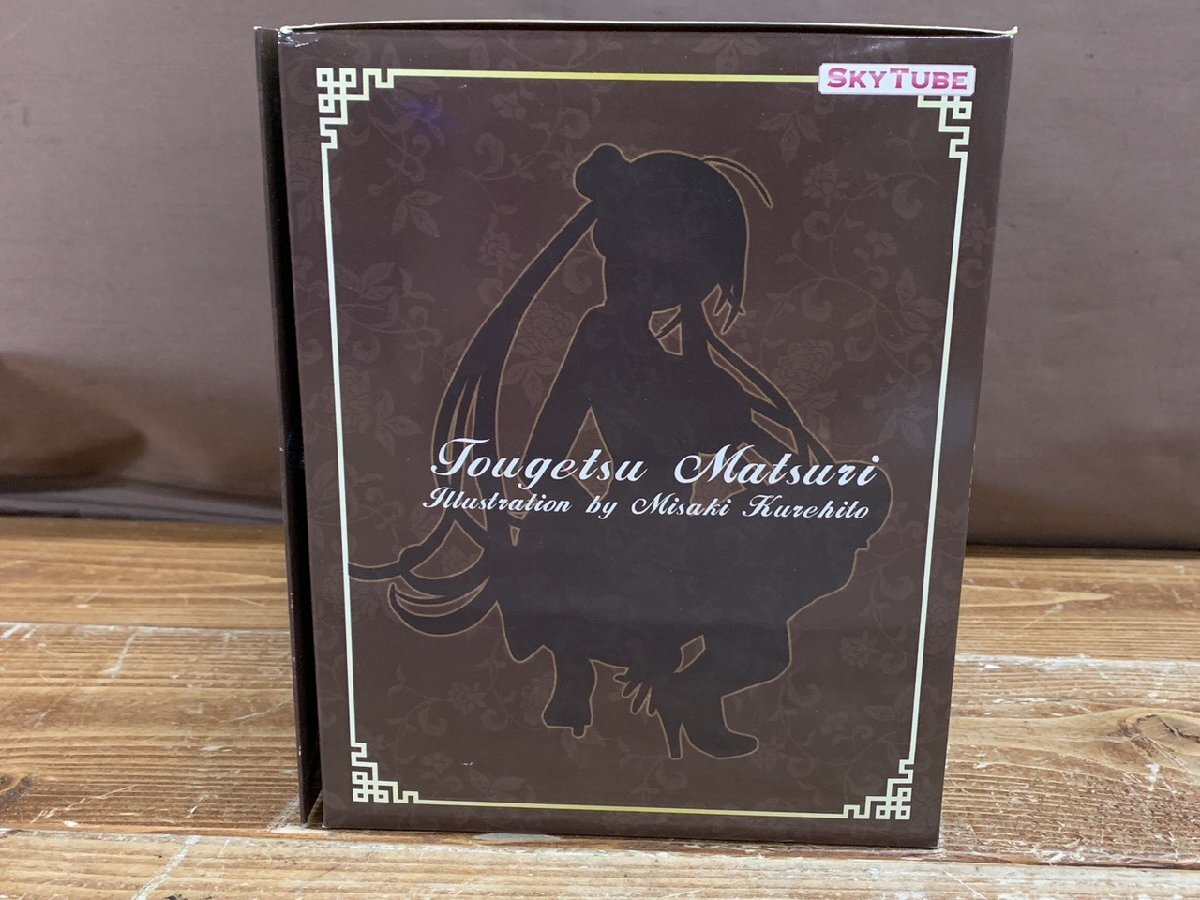 SKYTUBE
Tougetsu Matsuri
Illustration by Misaki Kurehito